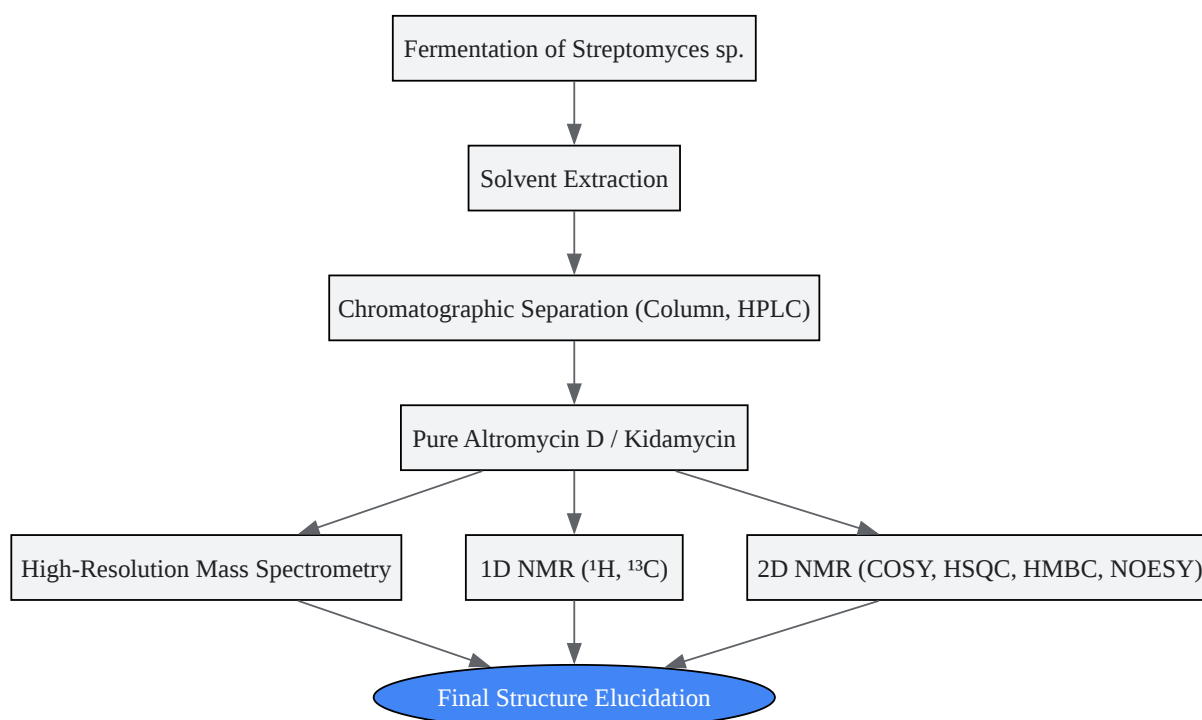 Fermentation of Streptomyces sp.
Solvent Extraction
Chromatographic Separation (Column, HPLC)
Pure Altromycin D / Kidamycin
High-Resolution Mass Spectrometry
1D NMR (¹H, ¹³C)
2D NMR (COSY, HSQC, HMBC, NOESY)
Final Structure Elucidation